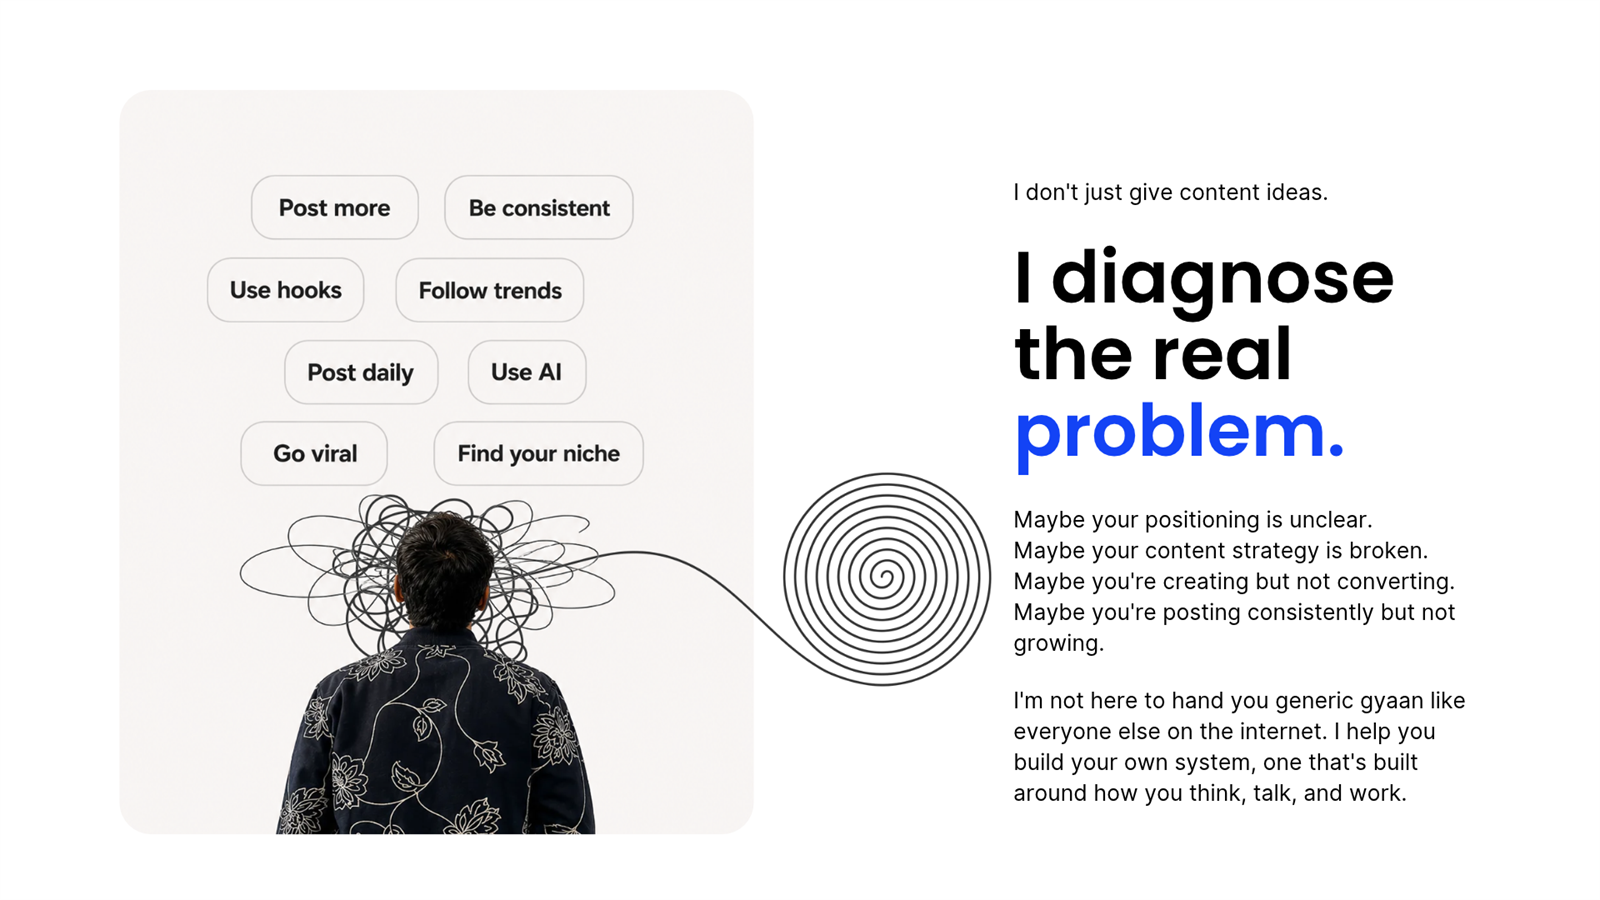 Post more
Be consistent
Use hooks
Follow trends
Post daily
Use AI
Go viral
Find your niche
I don't just give content ideas.
I diagnose
the real
problem.
Maybe your positioning is unclear.
Maybe your content strategy is broken.
Maybe you're creating but not converting.
Maybe you're posting consistently but not
growing.
I'm not here to hand you generic gyaan like
everyone else on the internet. I help you
build your own system, one that's built
around how you think, talk, and work.